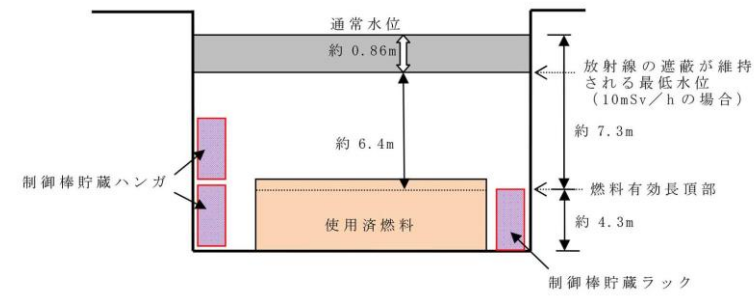 通常水位
約 0.86m
放射線の遮蔽が維持
される最低水位
（10mSv／hの場合）
約 7.3m
約 6.4m
制御棒貯蔵ハンガ
燃料有効長頂部
使用済燃料
約 4.3m
制御棒貯蔵ラック